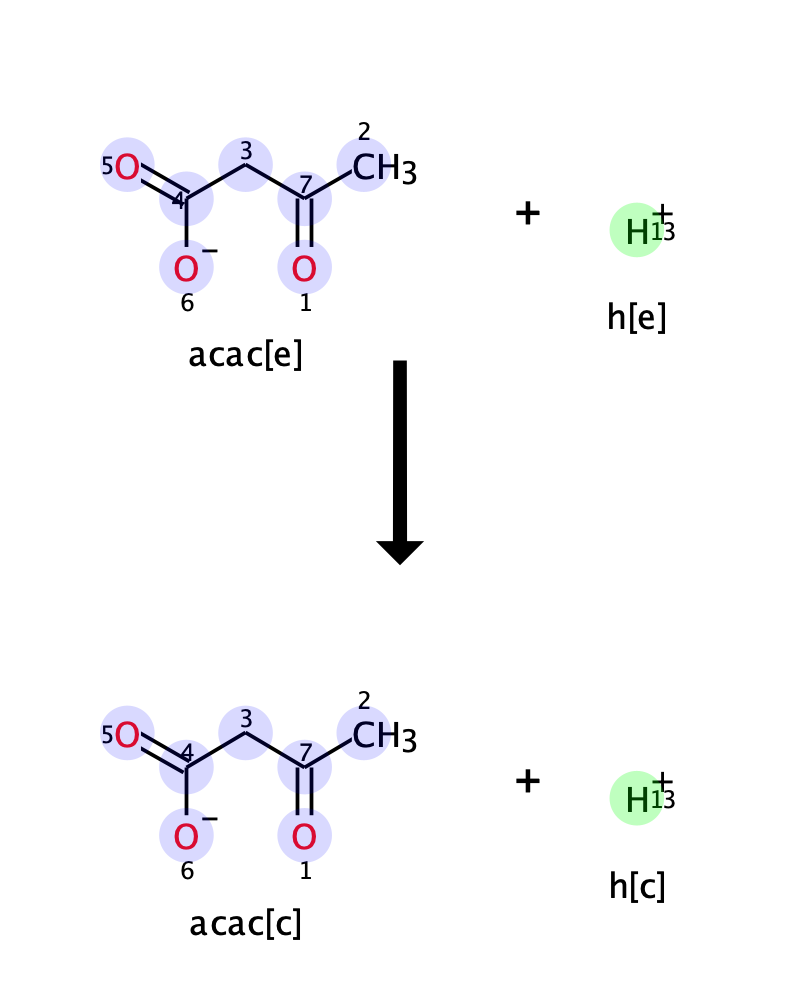 2
3
5O
7
CH3
4
+
H+
13
O−
O
6
1
h[e]
acac[e]
2
3
5O
4
7
CH3
+
H+
13
O−
O
6
1
h[c]
acac[c]